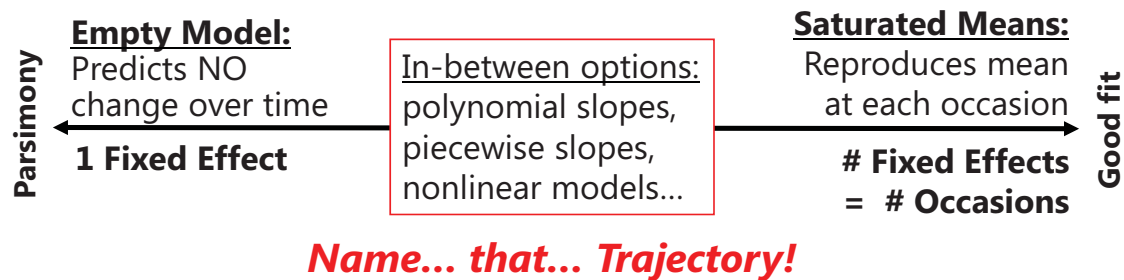 Parsimony
Empty Model:
Predicts NO
change over time
1 Fixed Effect
In-between options:
polynomial slopes,
piecewise slopes,
nonlinear models...
Saturated Means:
Reproduces mean
at each occasion
# Fixed Effects
= # Occasions
Good fit
Name... that... Trajectory!